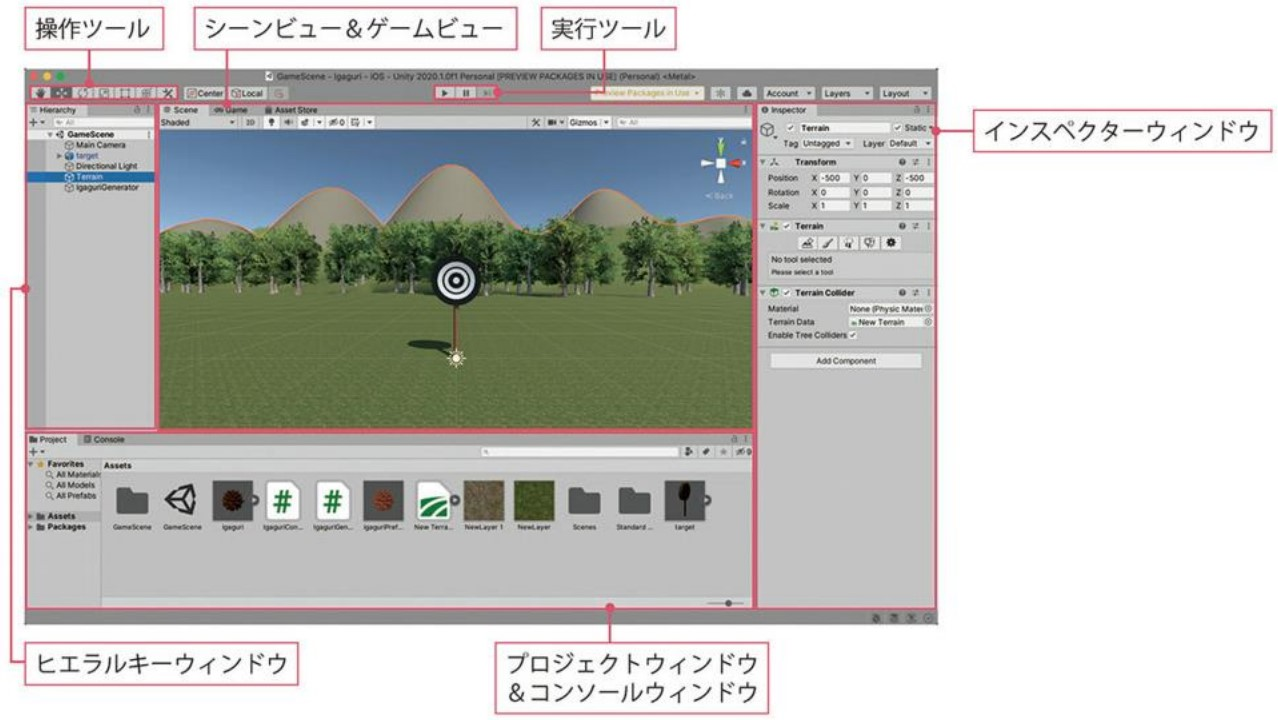 操作ツール
シーンビュー＆ゲームビュー
実行ツール
GameScene - Igaguri - iOS - Unity 2020.1.0f1 Personal [PREVIEW PACKAGES IN USE] (Personal) <Metal>
Center Local
Preview Packages in Use
Account Layers Layout
Hierarchy
All
GameScene
Main Camera
target
Directional Light
Terrain
IgaguriGenerator
Scene Game Asset Store
Shaded 2D 0 Gizmos All
y
x
< Back
Inspector
Terrain Static
Tag Untagged Layer Default
Transform
Position X -500 Y 0 Z -500
Rotation X 0 Y 0 Z 0
Scale X 1 Y 1 Z 1
Terrain
No tool selected
Please select a tool
Terrain Collider
Material None (Physic Mater
Terrain Data New Terrain
Enable Tree Colliders
Add Component
インスペクターウィンドウ
Project Console
Favorites
All Materials
All Models
All Prefabs
Assets
Packages
Assets
GameScene GameScene igaguri IgaguriCon... IgaguriGen... igaguriPref... New Terra... NewLayer 1 NewLayer Scenes Standard ... target
ヒエラルキーウィンドウ
プロジェクトウィンドウ
＆コンソールウィンドウ